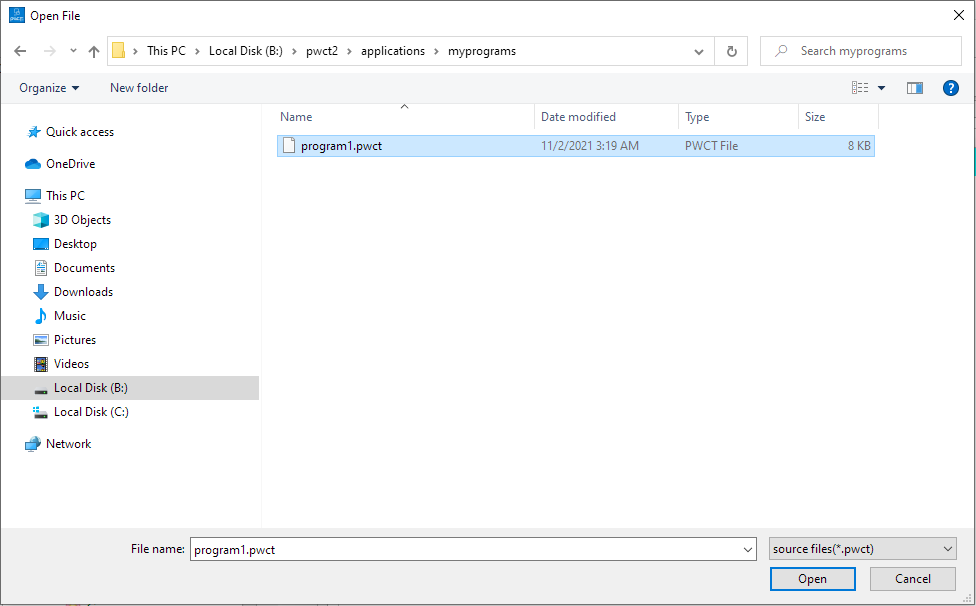 Open File
This PC > Local Disk (B:) > pwct2 > applications > myprograms
Search myprograms
Organize New folder
?
Name Date modified Type Size
program1.pwct 11/2/2021 3:19 AM PWCT File 8 KB
Quick access
OneDrive
This PC
3D Objects
Desktop
Documents
Downloads
Music
Pictures
Videos
Local Disk (B:)
Local Disk (C:)
Network
File name: program1.pwct source files(*.pwct)
Open Cancel